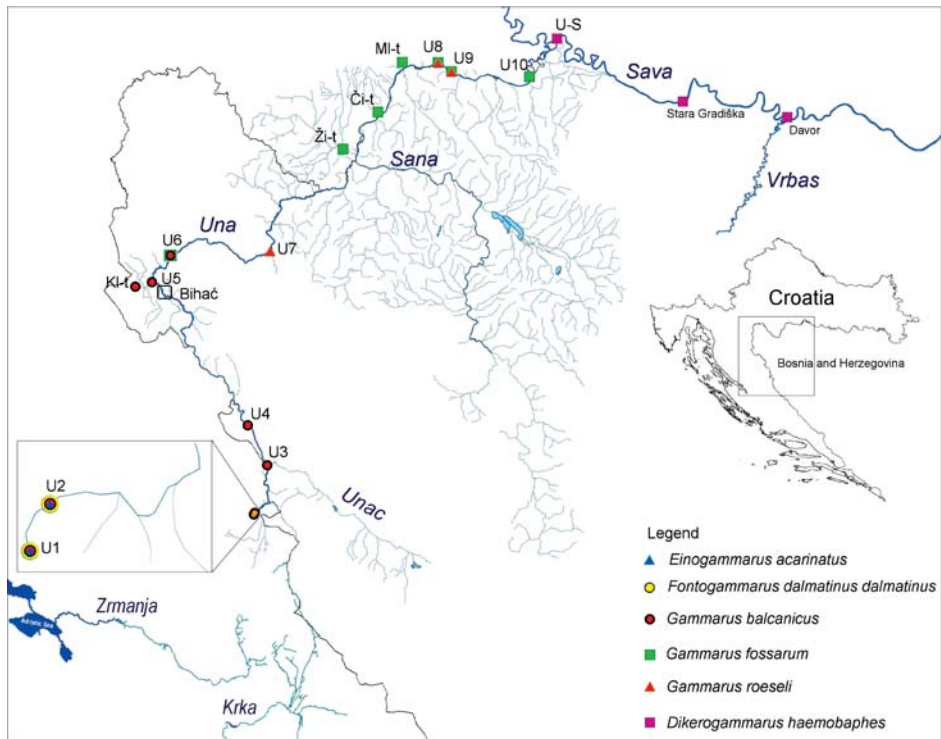 U-S
Ml-t
U8
U9
U10
Sava
Či-t
Stara Gradiška
Davor
Ži-t
Sana
Vrbas
Una
U6
U7
Kl-t
U5
Bihać
Croatia
Bosnia and Herzegovina
U4
U3
U2
Unac
U1
Legend
Einogammarus acarinatus
Fontogammarus dalmatinus dalmatinus
Zrmanja
Gammarus balcanicus
Adriatic Sea
Gammarus fossarum
Gammarus roeseli
Krka
Dikerogammarus haemobaphes